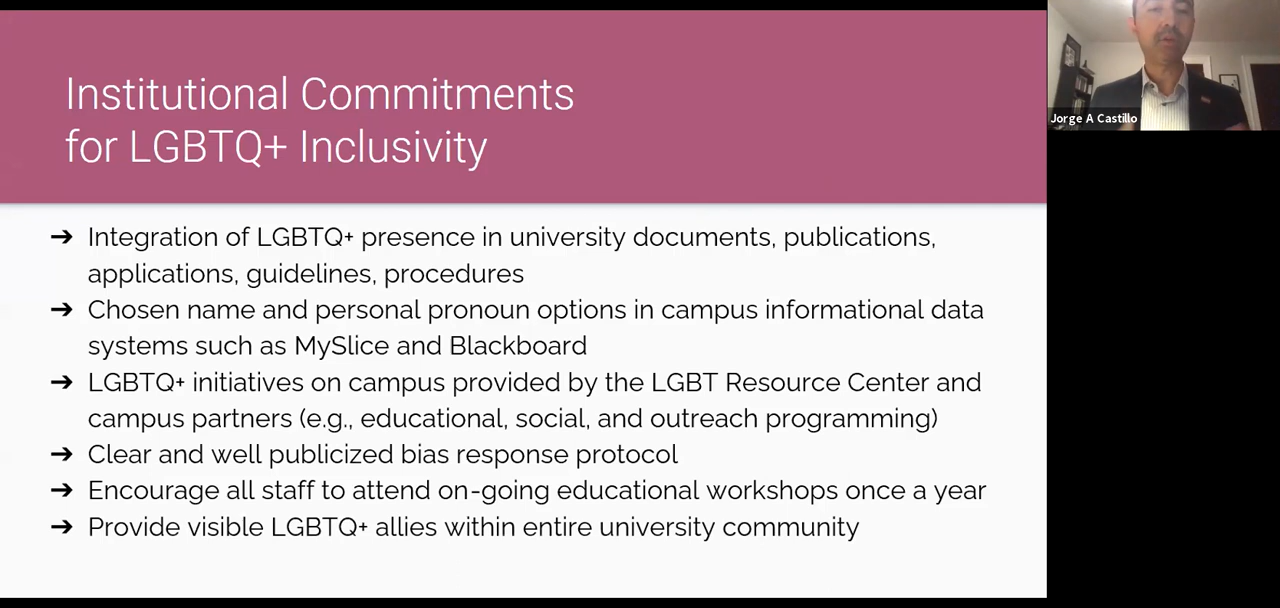 Institutional Commitments
for LGBTQ+ Inclusivity
➔ Integration of LGBTQ+ presence in university documents, publications,
applications, guidelines, procedures
➔ Chosen name and personal pronoun options in campus informational data
systems such as MySlice and Blackboard
➔ LGBTQ+ initiatives on campus provided by the LGBT Resource Center and
campus partners (e.g., educational, social, and outreach programming)
➔ Clear and well publicized bias response protocol
➔ Encourage all staff to attend on-going educational workshops once a year
➔ Provide visible LGBTQ+ allies within entire university community
Jorge A Castillo